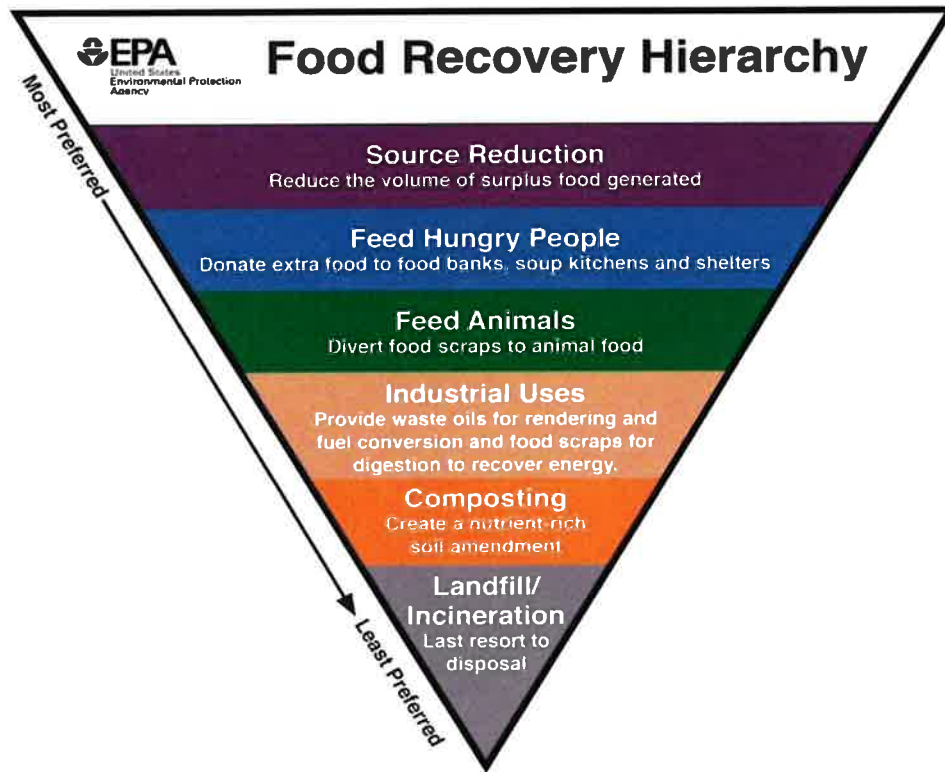 EPA
United States
Environmental Protection
Agency
Food Recovery Hierarchy
Most Preferred
Source Reduction
Reduce the volume of surplus food generated
Feed Hungry People
Donate extra food to food banks, soup kitchens and shelters
Feed Animals
Divert food scraps to animal food
Industrial Uses
Provide waste oils for rendering and
fuel conversion and food scraps for
digestion to recover energy.
Composting
Create a nutrient-rich
soil amendment
Landfill/
Incineration
Last resort to
disposal
Least Preferred